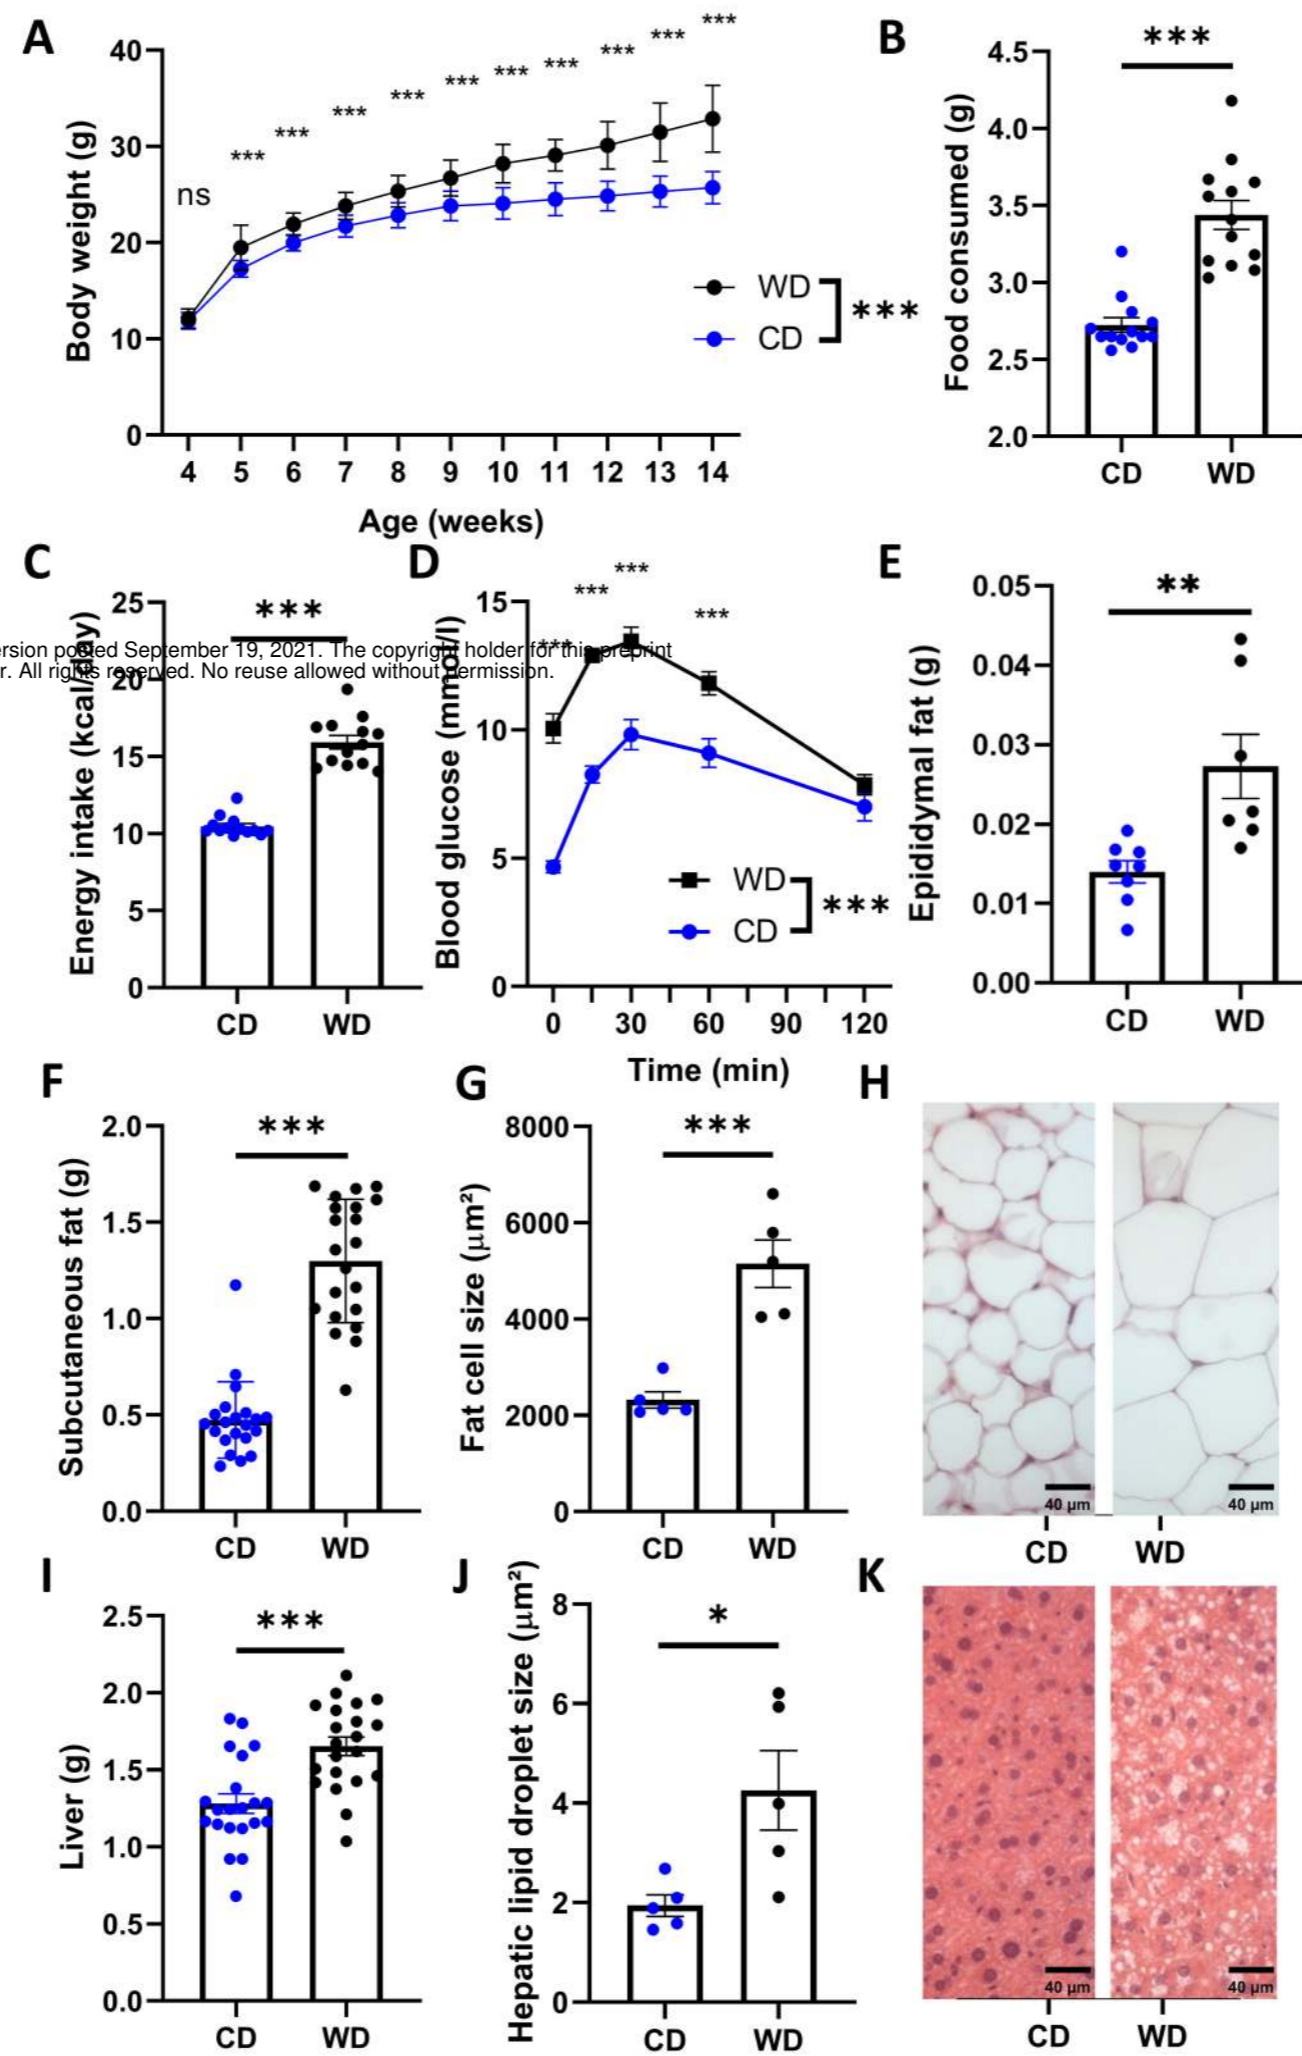 A
Body weight (g)
40
30
20
10
0
ns
***
***
***
***
***
***
***
***
***
***
WD
CD
***
4 5 6 7 8 9 10 11 12 13 14
Age (weeks)
B
Food consumed (g)
4.5
4.0
3.5
3.0
2.5
2.0
***
CD WD
C
Energy intake (kcal/day)
25
20
15
10
5
0
***
CD WD
D
Blood glucose (mmol/l)
15
10
5
0
***
***
***
***
WD
CD
***
0 30 60 90 120
Time (min)
ersion posted September 19, 2021. The copyright holder for this preprint
r. All rights reserved. No reuse allowed without permission.
E
Epididymal fat (g)
0.05
0.04
0.03
0.02
0.01
0.00
**
CD WD
F
Subcutaneous fat (g)
2.0
1.5
1.0
0.5
0.0
***
CD WD
G
Fat cell size (μm²)
8000
6000
4000
2000
0
***
CD WD
H
40 μm
40 μm
CD WD
I
Liver (g)
2.5
2.0
1.5
1.0
0.5
0.0
***
CD WD
J
Hepatic lipid droplet size (μm²)
8
6
4
2
0
*
CD WD
K
40 μm
40 μm
CD WD